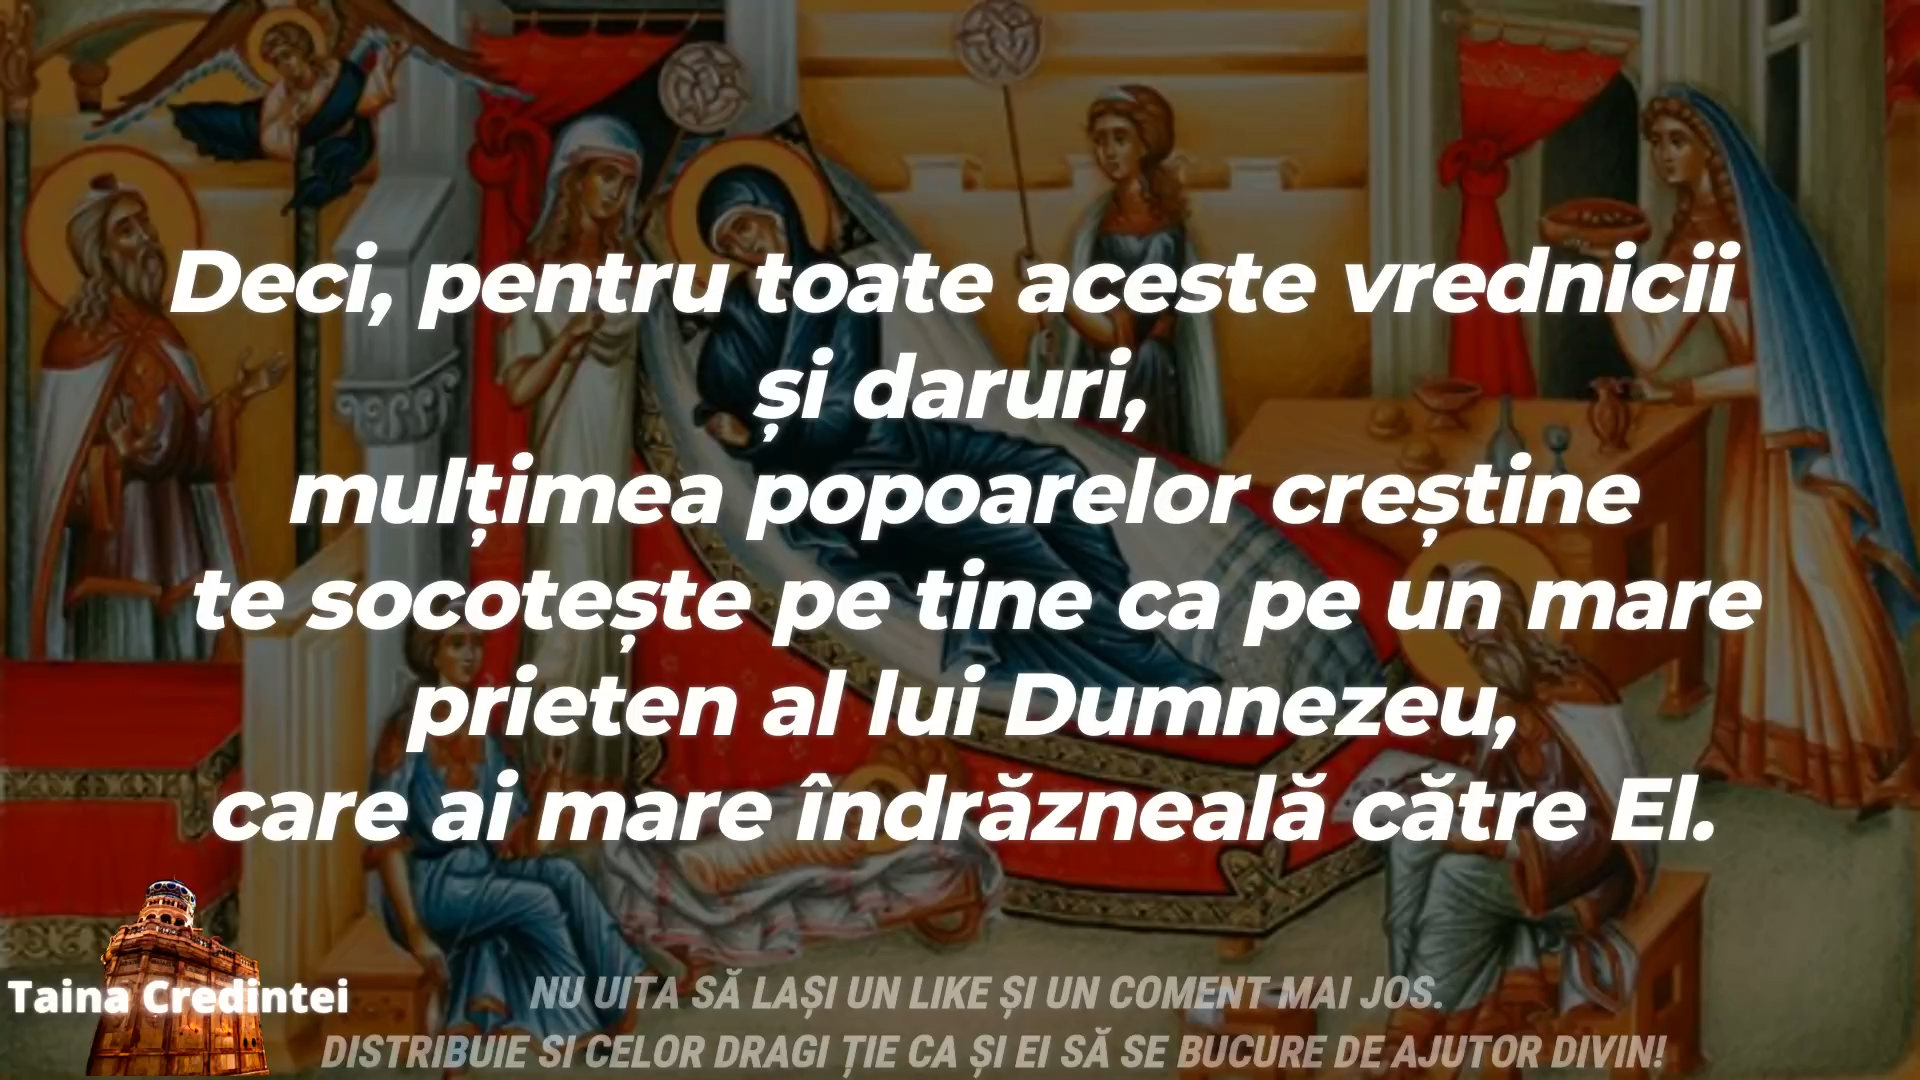 Deci, pentru toate aceste vrednicii
și daruri,
mulțimea popoarelor creștine
te socotește pe tine ca pe un mare
prieten al lui Dumnezeu,
care ai mare îndrăzneală către El.
Taina Credintei
NU UITA SĂ LAȘI UN LIKE ȘI UN COMENT MAI JOS.
DISTRIBUIE SI CELOR DRAGI ȚIE CA ȘI EI SĂ SE BUCURE DE AJUTOR DIVIN!